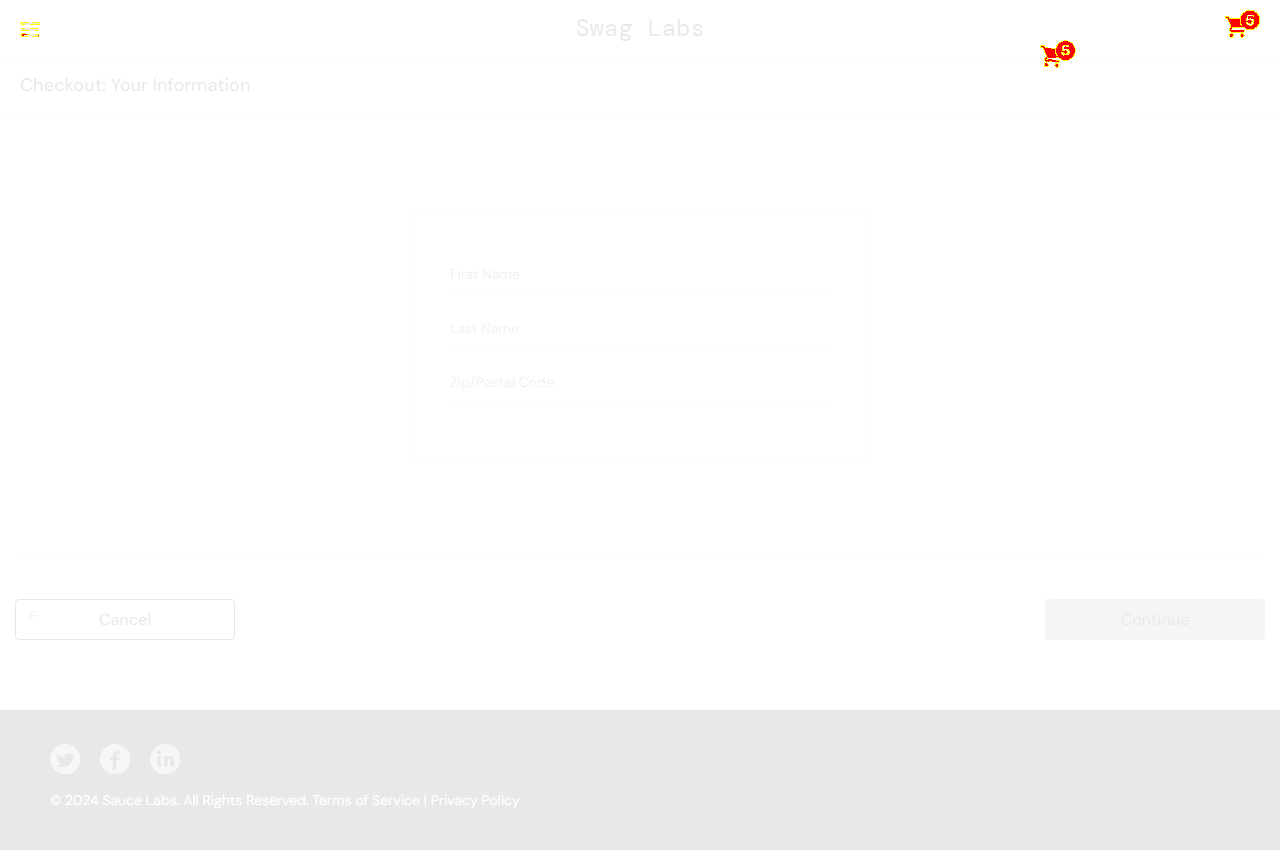 Swag Labs
5
5
Checkout: Your Information
First Name
Last Name
Zip/Postal Code
Cancel
Continue
© 2024 Sauce Labs. All Rights Reserved. Terms of Service | Privacy Policy